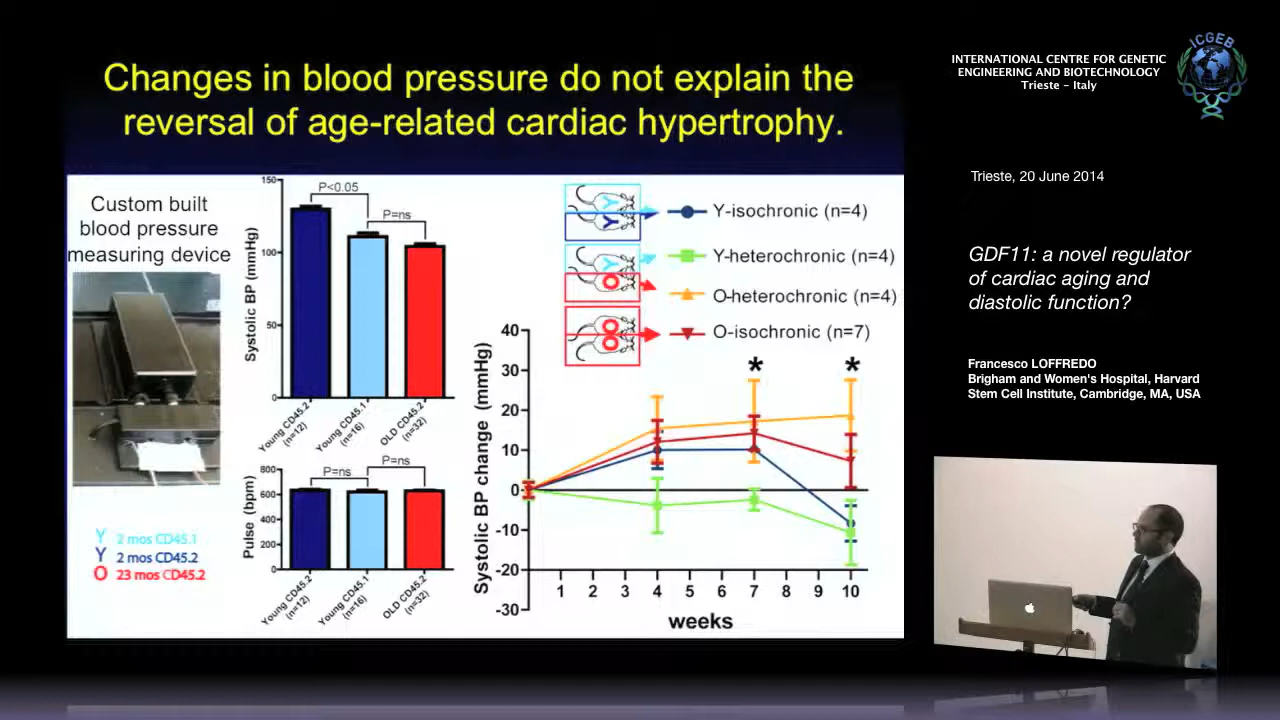 Changes in blood pressure do not explain the
reversal of age-related cardiac hypertrophy.
Custom built
blood pressure
measuring device
Y 2 mos CD45.1
Y 2 mos CD45.2
O 23 mos CD45.2
Systolic BP (mmHg)
150
100
50
0
P<0.05
P=ns
Young CD45.2
(n=12)
Young CD45.1
(n=16)
OLD CD45.2
(n=32)
Pulse (bpm)
800
600
400
200
0
P=ns
P=ns
Young CD45.2
(n=12)
Young CD45.1
(n=16)
OLD CD45.2
(n=32)
Y
Y
Y-isochronic (n=4)
Y
O
Y-heterochronic (n=4)
O-heterochronic (n=4)
O
O
O-isochronic (n=7)
Systolic BP change (mmHg)
40
30
20
10
0
-10
-20
-30
* *
1 2 3 4 5 6 7 8 9 10
weeks
INTERNATIONAL CENTRE FOR GENETIC
ENGINEERING AND BIOTECHNOLOGY
Trieste - Italy
ICGEB
Trieste, 20 June 2014
GDF11: a novel regulator
of cardiac aging and
diastolic function?
Francesco LOFFREDO
Brigham and Women's Hospital, Harvard
Stem Cell Institute, Cambridge, MA, USA